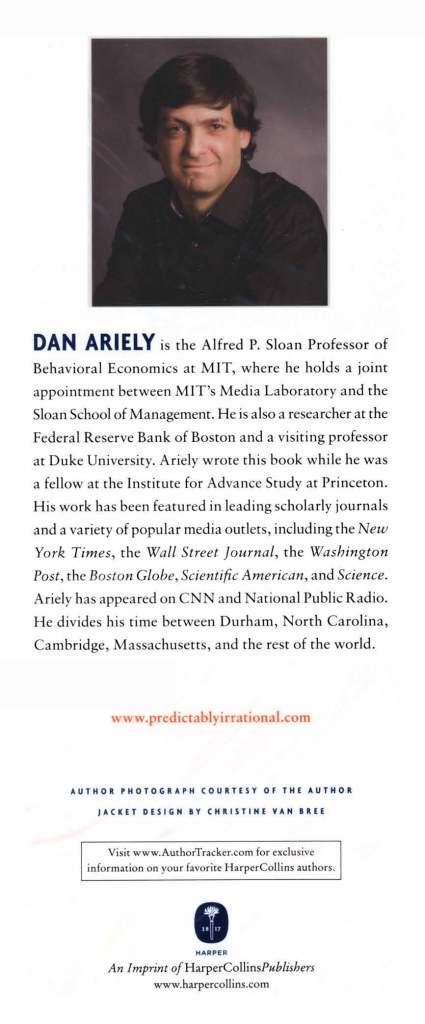 DAN ARIELY is the Alfred P. Sloan Professor of
Behavioral Economics at MIT, where he holds a joint
appointment between MIT's Media Laboratory and the
Sloan School of Management. He is also a researcher at the
Federal Reserve Bank of Boston and a visiting professor
at Duke University. Ariely wrote this book while he was
a fellow at the Institute for Advance Study at Princeton.
His work has been featured in leading scholarly journals
and a variety of popular media outlets, including the New
York Times, the Wall Street Journal, the Washington
Post, the Boston Globe, Scientific American, and Science.
Ariely has appeared on CNN and National Public Radio.
He divides his time between Durham, North Carolina,
Cambridge, Massachusetts, and the rest of the world.
www.predictablyirrational.com
AUTHOR PHOTOGRAPH COURTESY OF THE AUTHOR
JACKET DESIGN BY CHRISTINE VAN BREE
Visit www.AuthorTracker.com for exclusive
information on your favorite HarperCollins authors.
18 17
HARPER
An Imprint of HarperCollinsPublishers
www.harpercollins.com